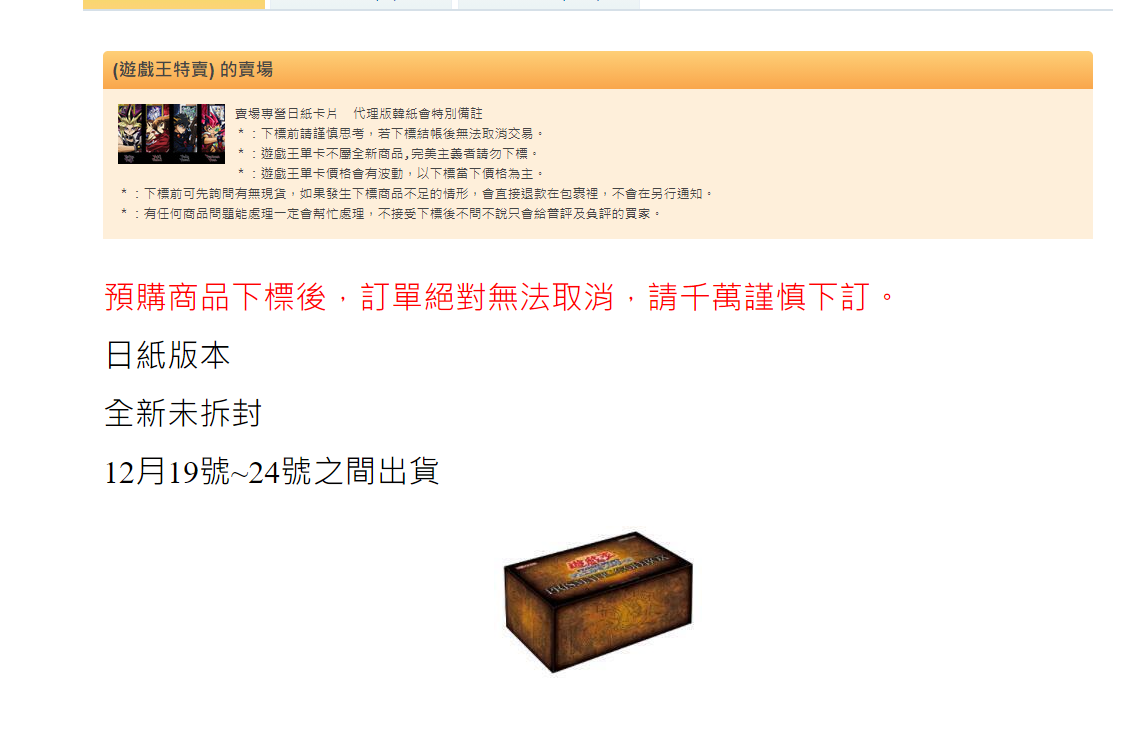 (遊戲王特賣) 的賣場
賣場專營日紙卡片 代理版韓紙會特別備註
*：下標前請謹慎思考，若下標結帳後無法取消交易。
*：遊戲王單卡不屬全新商品,完美主義者請勿下標。
*：遊戲王單卡價格會有波動，以下標當下價格為主。
*：下標前可先詢問有無現貨，如果發生下標商品不足的情形，會直接退款在包裹裡，不會在另行通知。
*：有任何商品問題能處理一定會幫忙處理，不接受下標後不問不說只會給普評及負評的買家。
預購商品下標後，訂單絕對無法取消，請千萬謹慎下訂。
日紙版本
全新未拆封
12月19號~24號之間出貨
遊戯王